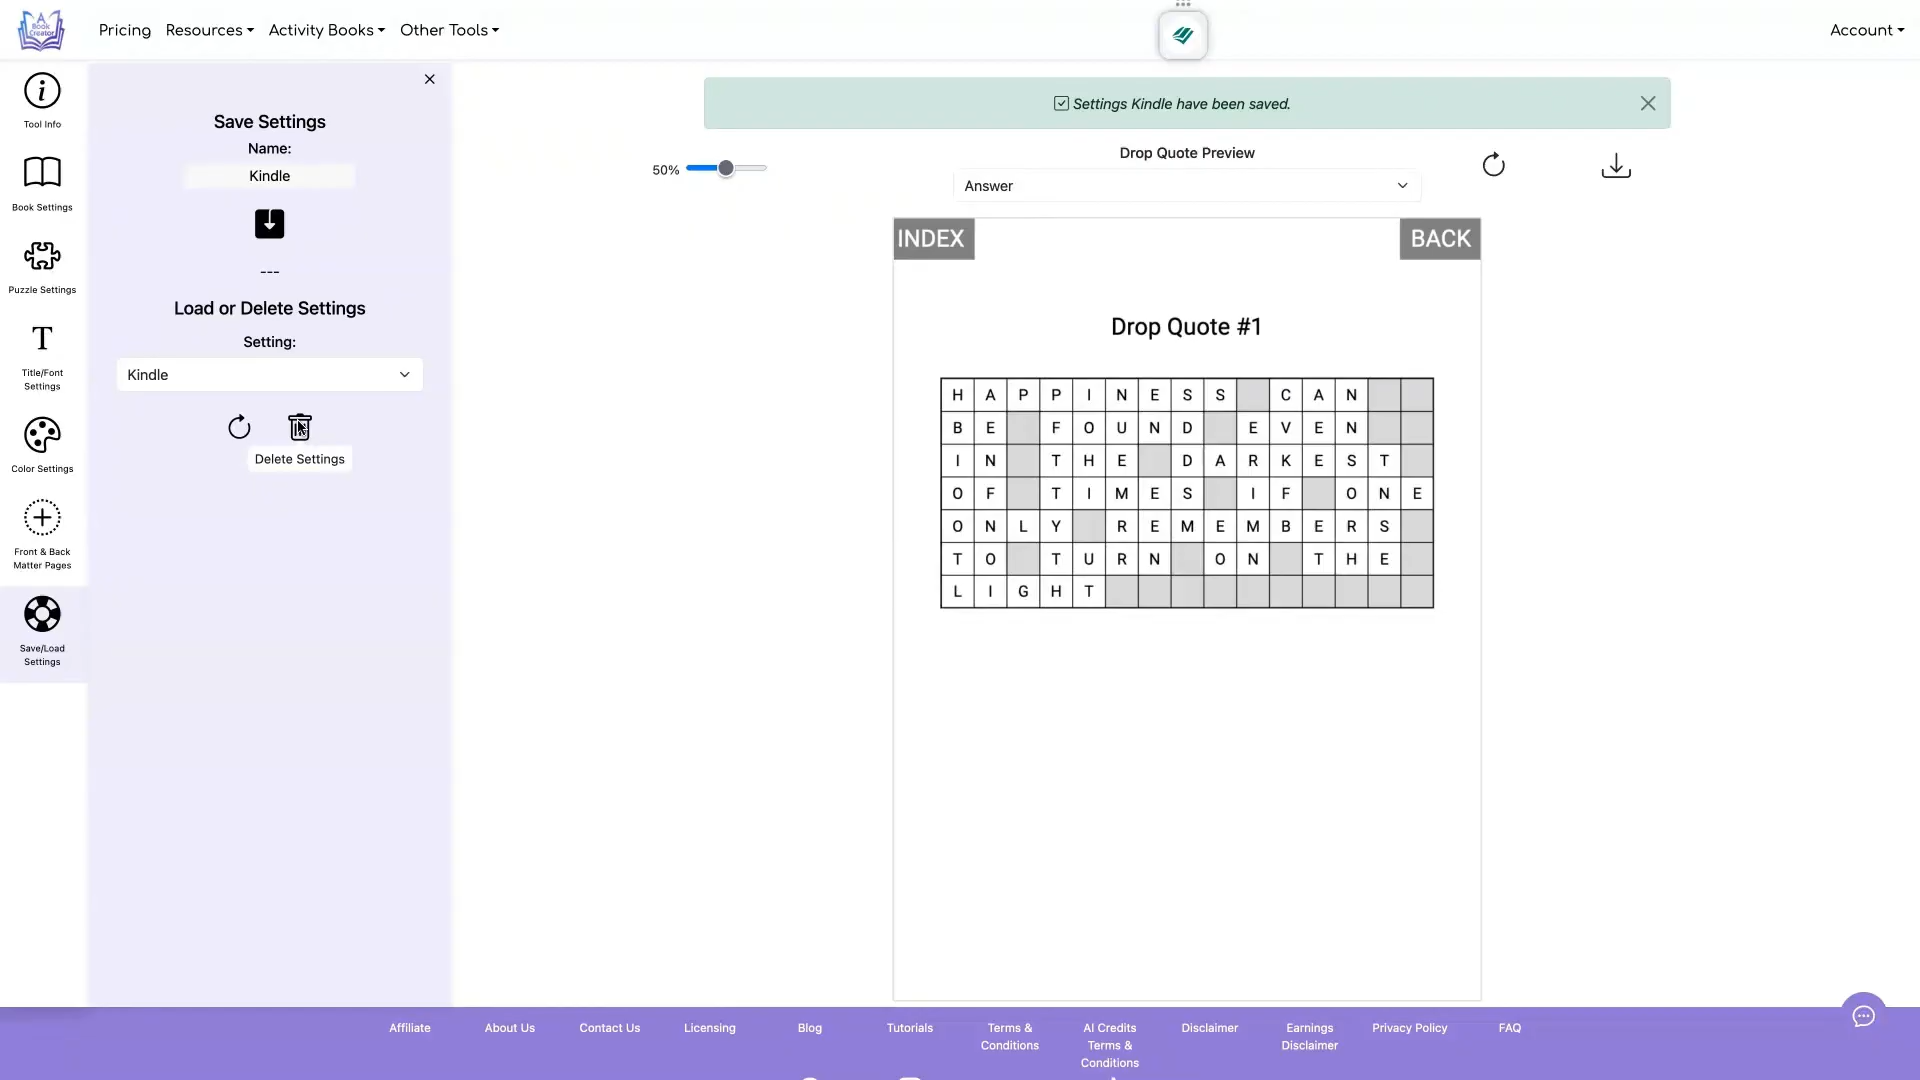 A
Book
Creator
Pricing
Resources
Activity Books
Other Tools
Account
Tool Info
Book Settings
Puzzle Settings
T
Title/Font
Settings
Color Settings
Front & Back
Matter Pages
Save/Load
Settings
Save Settings
Name:
Kindle
---
Load or Delete Settings
Setting:
Kindle
Delete Settings
Settings Kindle have been saved.
50%
Drop Quote Preview
Answer
INDEX
BACK
Drop Quote #1
H A P P I N E S S C A N
B E F O U N D E V E N
I N T H E D A R K E S T
O F T I M E S I F O N E
O N L Y R E M E M B E R S
T O T U R N O N T H E
L I G H T
Affiliate
About Us
Contact Us
Licensing
Blog
Tutorials
Terms &
Conditions
AI Credits
Terms &
Conditions
Disclaimer
Earnings
Disclaimer
Privacy Policy
FAQ